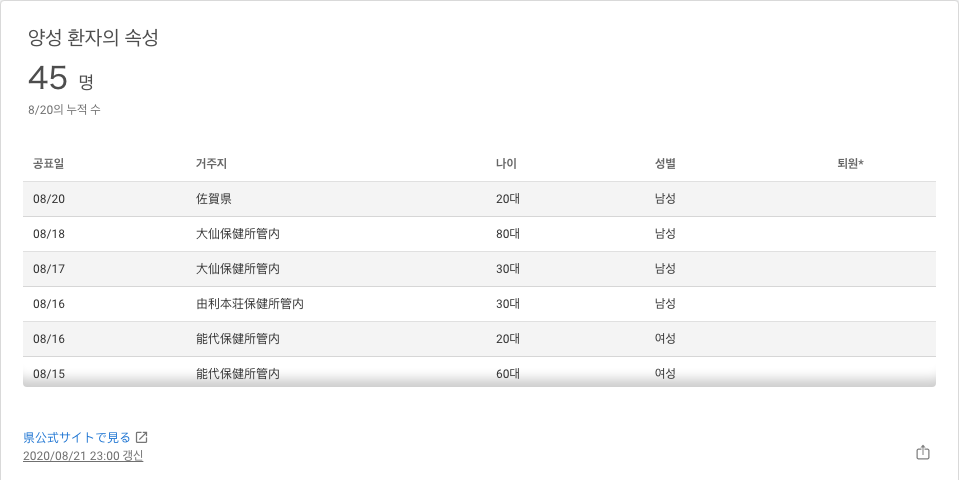 양성 환자의 속성
45 명
8/20의 누적 수
공표일 거주지 나이 성별 퇴원*
08/20 佐賀県 20대 남성
08/18 大仙保健所管内 80대 남성
08/17 大仙保健所管内 30대 남성
08/16 由利本荘保健所管内 30대 남성
08/16 能代保健所管内 20대 여성
08/15 能代保健所管内 60대 여성
県公式サイトで見る
2020/08/21 23:00 갱신